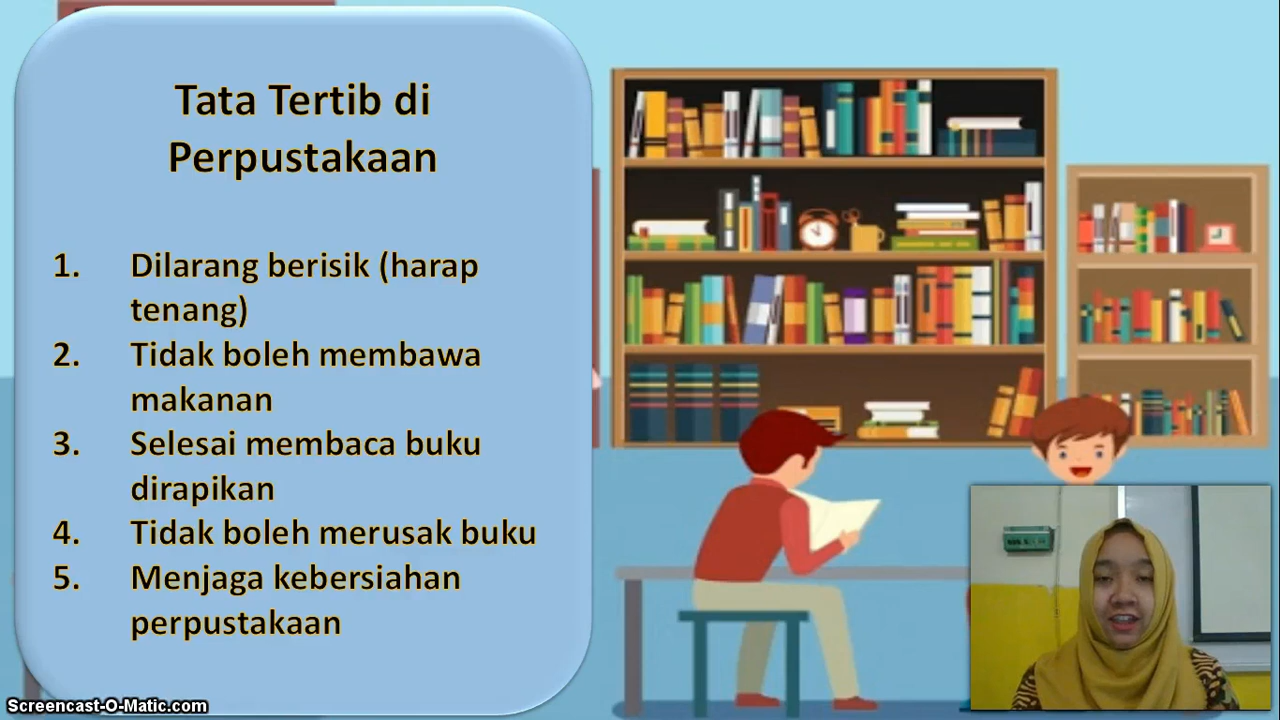 Tata Tertib di
Perpustakaan
1. Dilarang berisik (harap
tenang)
2. Tidak boleh membawa
makanan
3. Selesai membaca buku
dirapikan
4. Tidak boleh merusak buku
5. Menjaga kebersiahan
perpustakaan
Screencast-O-Matic.com